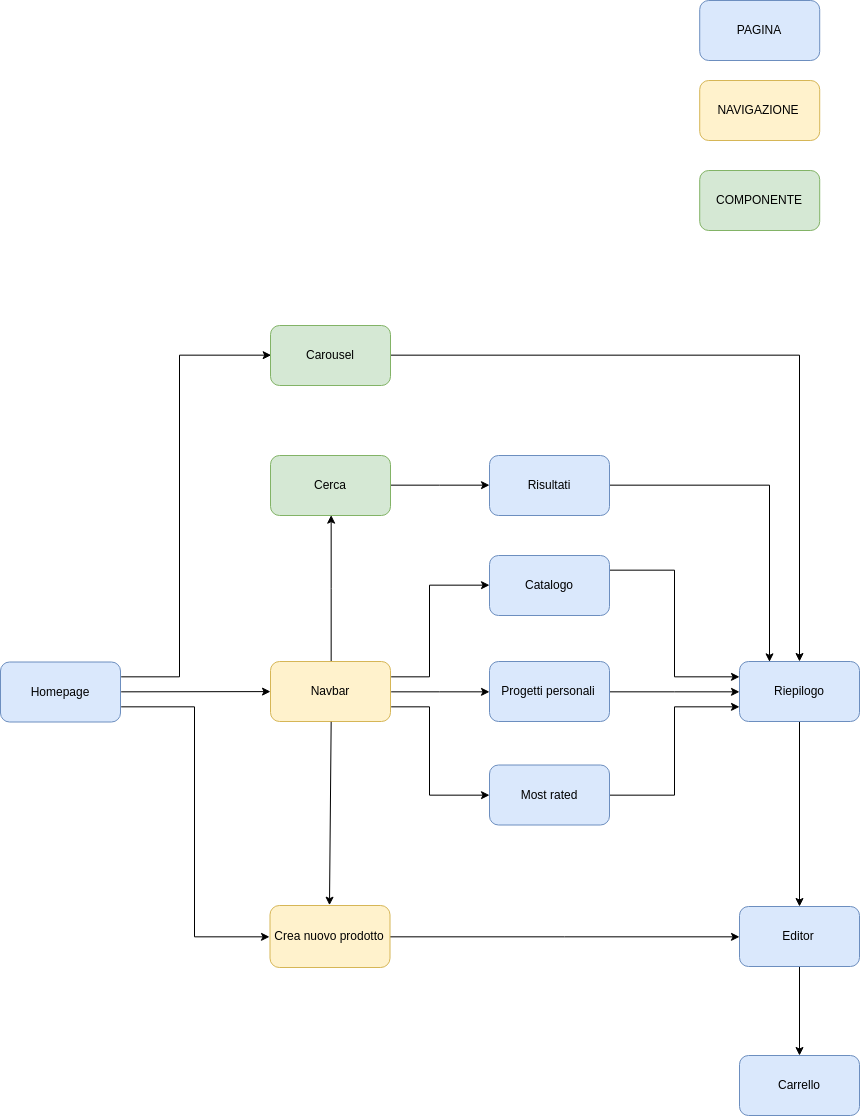 PAGINA
NAVIGAZIONE
COMPONENTE
Carousel
Cerca
Risultati
Catalogo
Homepage
Navbar
Progetti personali
Riepilogo
Most rated
Crea nuovo prodotto
Editor
Carrello